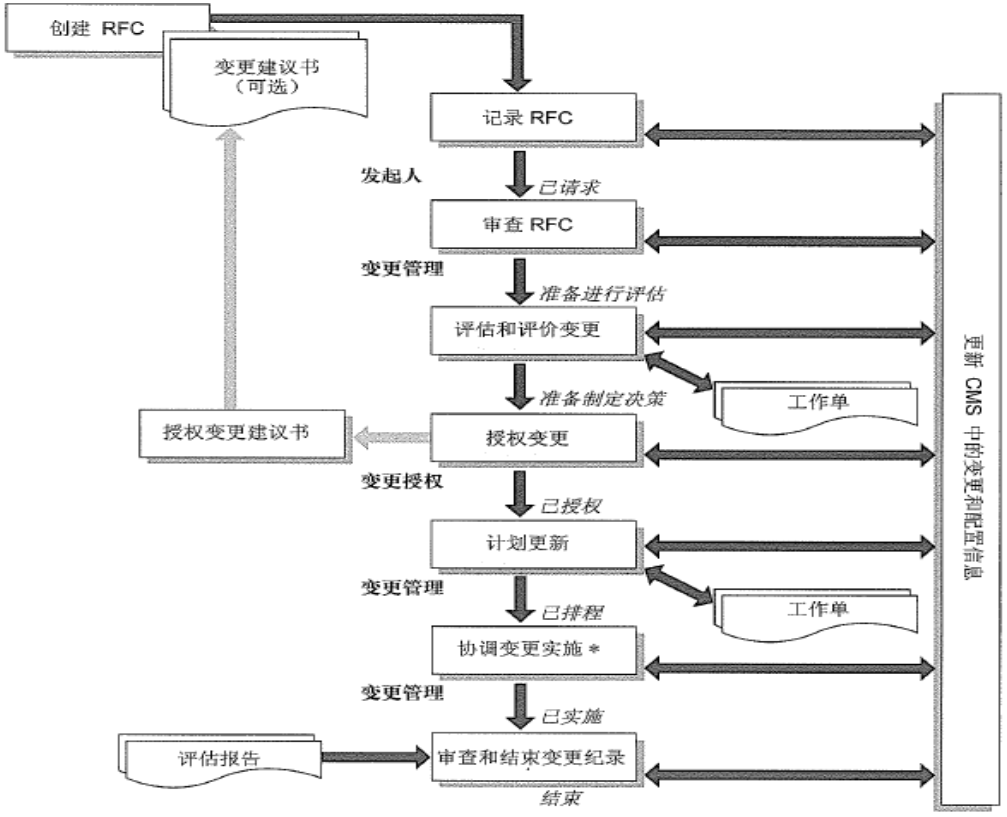 创建 RFC
变更建议书
（可选）
记录 RFC
发起人
已请求
审查 RFC
变更管理
准备进行评估
评估和评价变更
准备制定决策
工作单
授权变更建议书
授权变更
变更授权
已授权
计划更新
变更管理
已排程
工作单
协调变更实施 *
变更管理
已实施
评估报告
审查和结束变更纪录
结束
更新 CMS 中的变更和配置信息